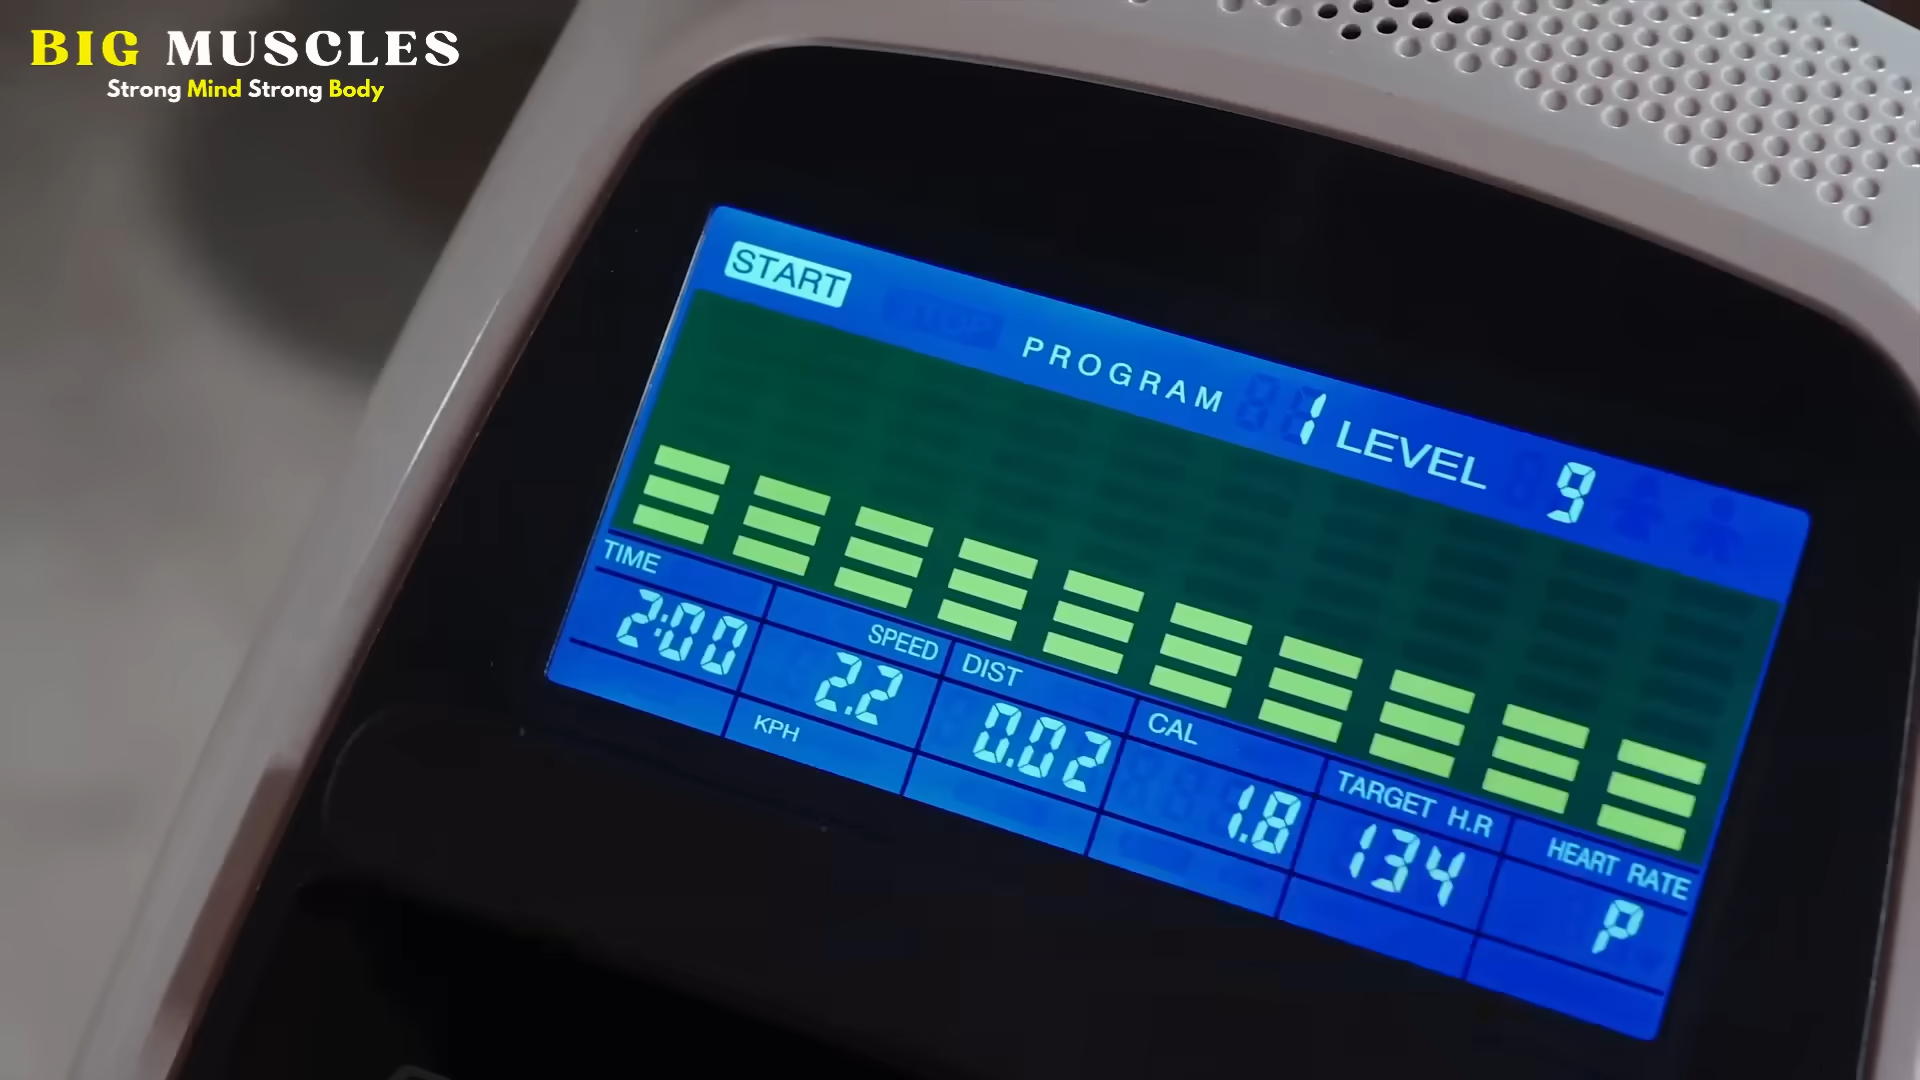 BIG MUSCLES
Strong Mind Strong Body
START
PROGRAM 1 LEVEL 9
TIME
2:00
SPEED
2.2
KPH
DIST
0.02
CAL
1.8
TARGET H.R
134
HEART RATE
P